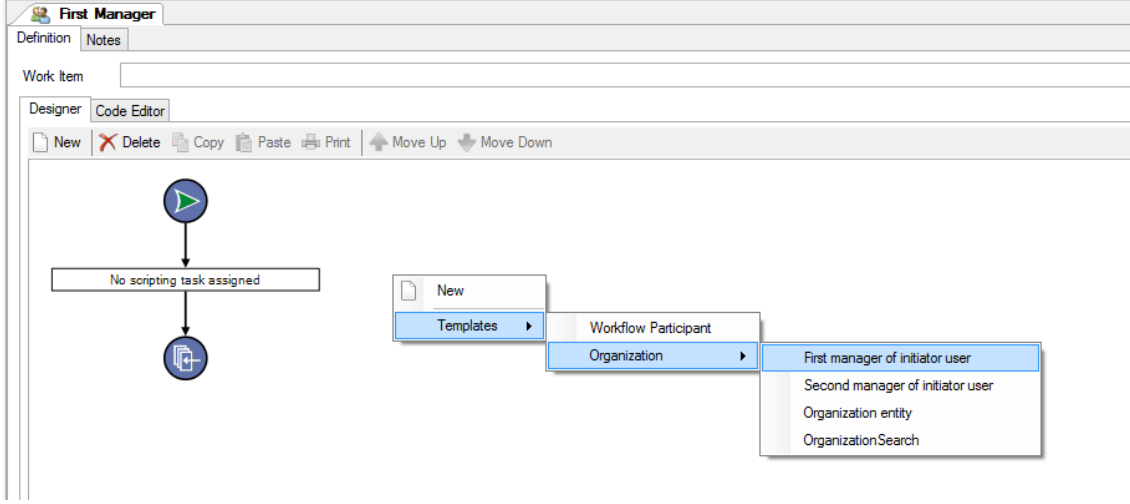 First Manager
Definition Notes
Work Item
Designer Code Editor
New Delete Copy Paste Print Move Up Move Down
No scripting task assigned
New
Templates
Workflow Participant
Organization
First manager of initiator user
Second manager of initiator user
Organization entity
OrganizationSearch